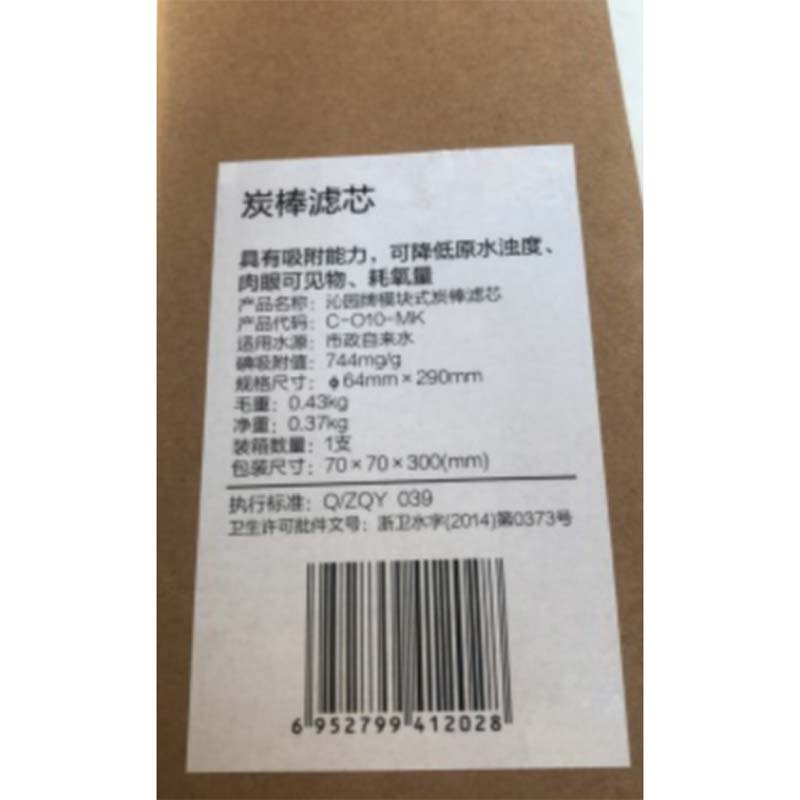 炭棒滤芯
具有吸附能力，可降低原水浊度、
肉眼可见物、耗氧量
产品名称：沁园牌模块式炭棒滤芯
产品代码：C-O10-MK
适用水源：市政自来水
碘吸附值：744mg/g
规格尺寸：ϕ64mm×290mm
毛重：0.43kg
净重：0.37kg
装箱数量：1支
包装尺寸：70×70×300(mm)
执行标准：Q/ZQY 039
卫生许可批件文号：浙卫水字(2014)第0373号
6 952799 412028